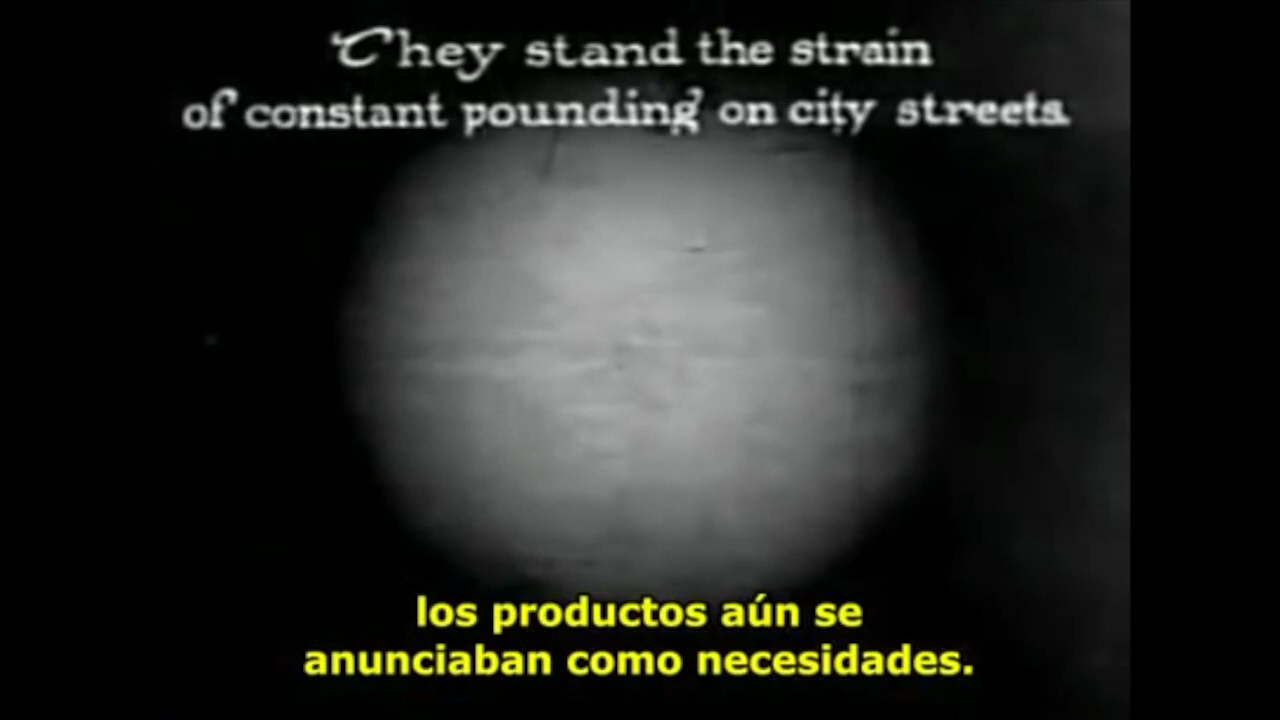 They stand the strain
of constant pounding on city streets
los productos aún se
anunciaban como necesidades.